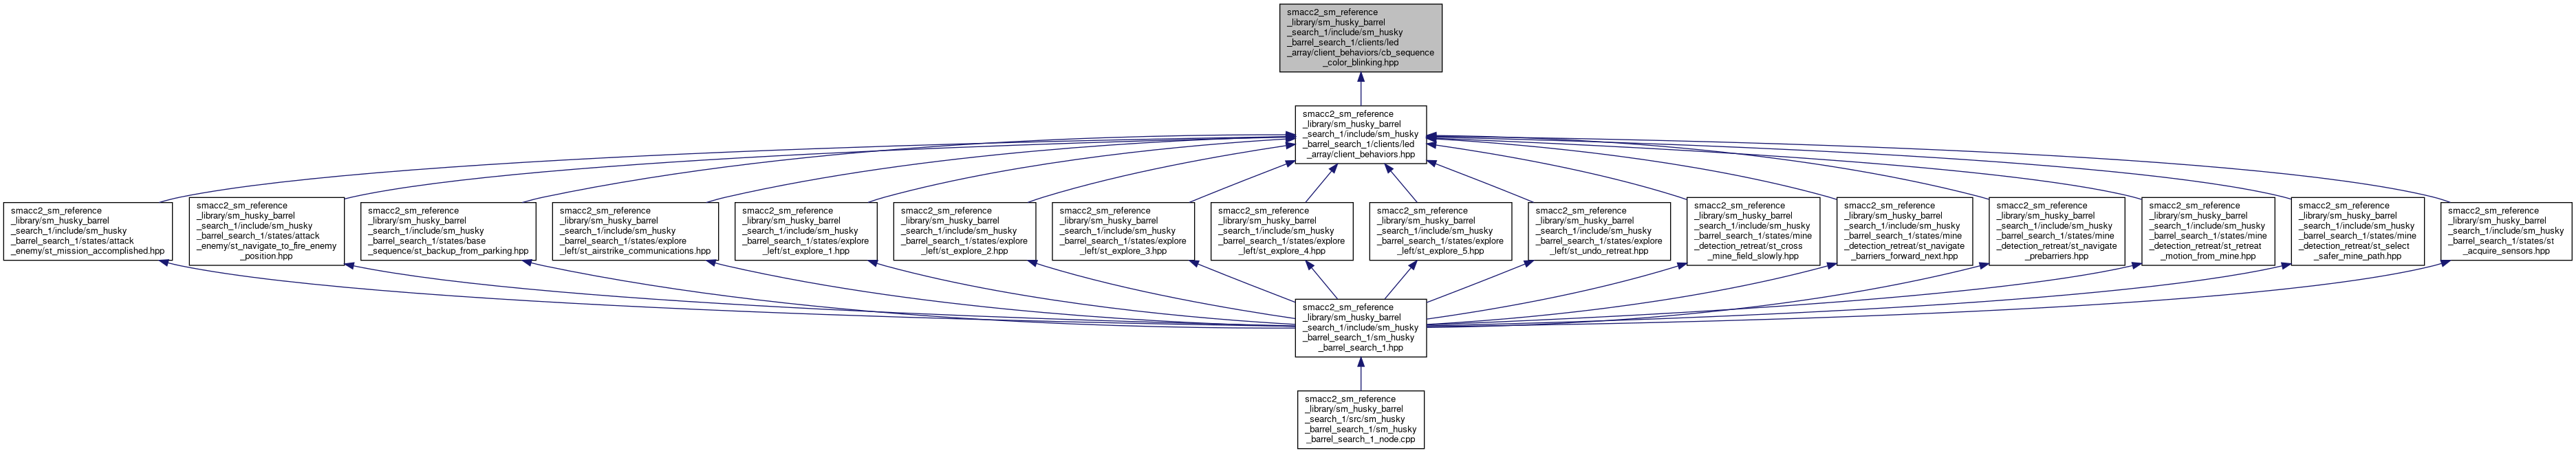 smacc2_sm_reference
_library/sm_husky_barrel
_search_1/include/sm_husky
_barrel_search_1/clients/led
_array/client_behaviors/cb_sequence
_color_blinking.hpp
smacc2_sm_reference
_library/sm_husky_barrel
_search_1/include/sm_husky
_barrel_search_1/clients/led
_array/client_behaviors.hpp
smacc2_sm_reference
_library/sm_husky_barrel
_search_1/include/sm_husky
_barrel_search_1/states/attack
_enemy/st_mission_accomplished.hpp
smacc2_sm_reference
_library/sm_husky_barrel
_search_1/include/sm_husky
_barrel_search_1/states/attack
_enemy/st_navigate_to_fire_enemy
_position.hpp
smacc2_sm_reference
_library/sm_husky_barrel
_search_1/include/sm_husky
_barrel_search_1/states/base
_sequence/st_backup_from_parking.hpp
smacc2_sm_reference
_library/sm_husky_barrel
_search_1/include/sm_husky
_barrel_search_1/states/explore
_left/st_airstrike_communications.hpp
smacc2_sm_reference
_library/sm_husky_barrel
_search_1/include/sm_husky
_barrel_search_1/states/explore
_left/st_explore_1.hpp
smacc2_sm_reference
_library/sm_husky_barrel
_search_1/include/sm_husky
_barrel_search_1/states/explore
_left/st_explore_2.hpp
smacc2_sm_reference
_library/sm_husky_barrel
_search_1/include/sm_husky
_barrel_search_1/states/explore
_left/st_explore_3.hpp
smacc2_sm_reference
_library/sm_husky_barrel
_search_1/include/sm_husky
_barrel_search_1/states/explore
_left/st_explore_4.hpp
smacc2_sm_reference
_library/sm_husky_barrel
_search_1/include/sm_husky
_barrel_search_1/states/explore
_left/st_explore_5.hpp
smacc2_sm_reference
_library/sm_husky_barrel
_search_1/include/sm_husky
_barrel_search_1/states/explore
_left/st_undo_retreat.hpp
smacc2_sm_reference
_library/sm_husky_barrel
_search_1/include/sm_husky
_barrel_search_1/states/mine
_detection_retreat/st_cross
_mine_field_slowly.hpp
smacc2_sm_reference
_library/sm_husky_barrel
_search_1/include/sm_husky
_barrel_search_1/states/mine
_detection_retreat/st_navigate
_barriers_forward_next.hpp
smacc2_sm_reference
_library/sm_husky_barrel
_search_1/include/sm_husky
_barrel_search_1/states/mine
_detection_retreat/st_navigate
_prebarriers.hpp
smacc2_sm_reference
_library/sm_husky_barrel
_search_1/include/sm_husky
_barrel_search_1/states/mine
_detection_retreat/st_retreat
_motion_from_mine.hpp
smacc2_sm_reference
_library/sm_husky_barrel
_search_1/include/sm_husky
_barrel_search_1/states/mine
_detection_retreat/st_select
_safer_mine_path.hpp
smacc2_sm_reference
_library/sm_husky_barrel
_search_1/include/sm_husky
_barrel_search_1/states/st
_acquire_sensors.hpp
smacc2_sm_reference
_library/sm_husky_barrel
_search_1/include/sm_husky
_barrel_search_1/sm_husky
_barrel_search_1.hpp
smacc2_sm_reference
_library/sm_husky_barrel
_search_1/src/sm_husky
_barrel_search_1/sm_husky
_barrel_search_1_node.cpp